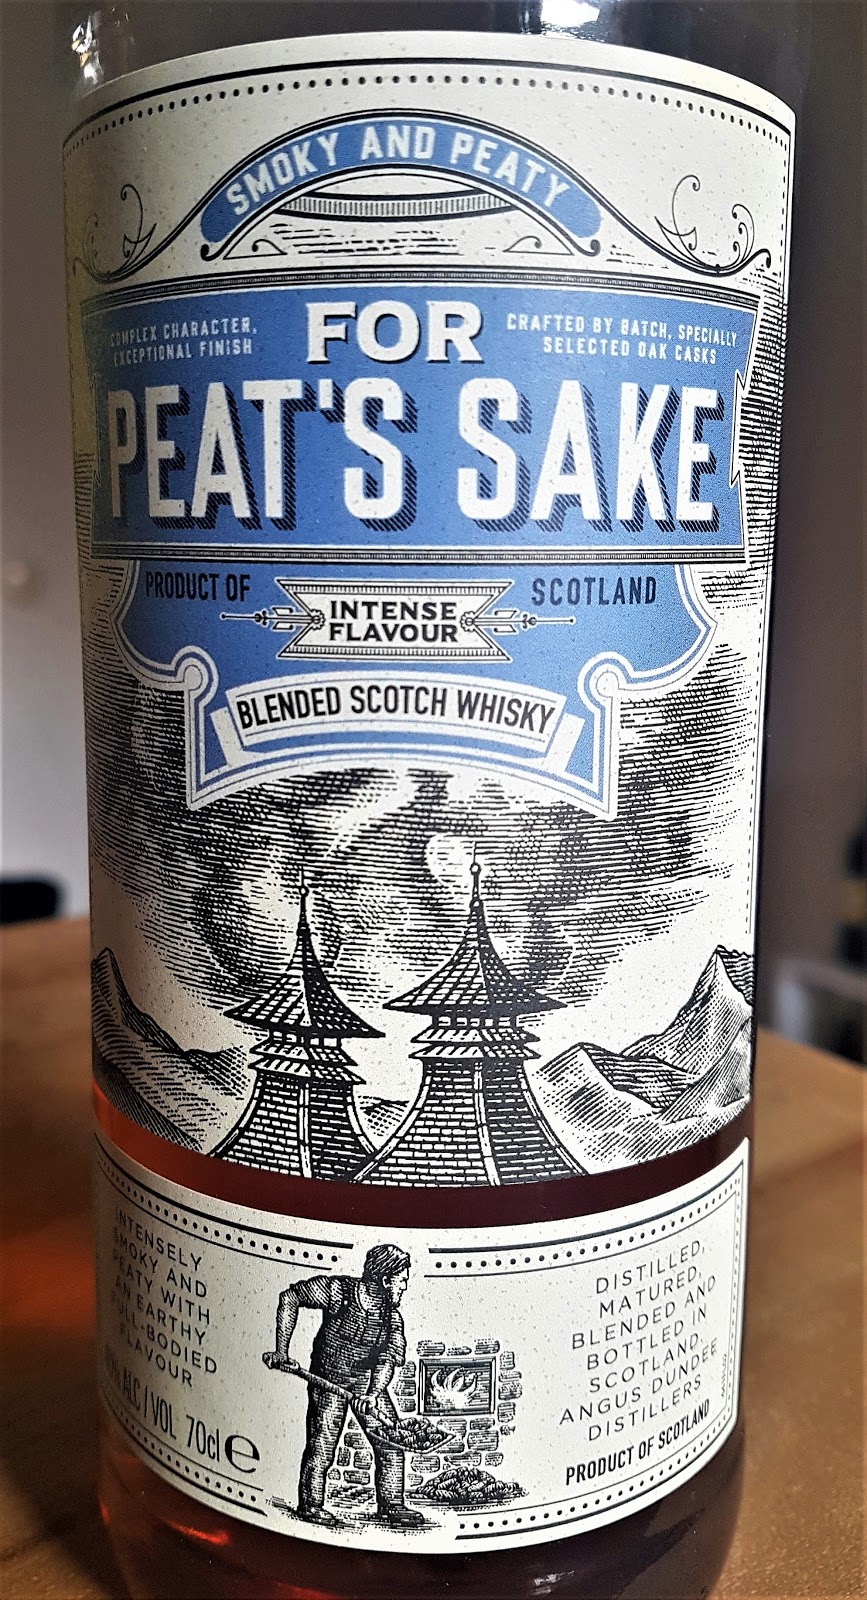 SMOKY AND PEATY
COMPLEX CHARACTER,
EXCEPTIONAL FINISH
FOR
CRAFTED BY BATCH, SPECIALLY
SELECTED OAK CASKS
PEAT'S SAKE
PRODUCT OF
SCOTLAND
INTENSE
FLAVOUR
BLENDED SCOTCH WHISKY
INTENSELY
SMOKY AND
PEATY WITH
AN EARTHY
FULL-BODIED
FLAVOUR
ALC/VOL 70cl e
DISTILLED,
MATURED,
BLENDED AND
BOTTLED IN
SCOTLAND.
ANGUS DUNDEE
DISTILLERS
PRODUCT OF SCOTLAND